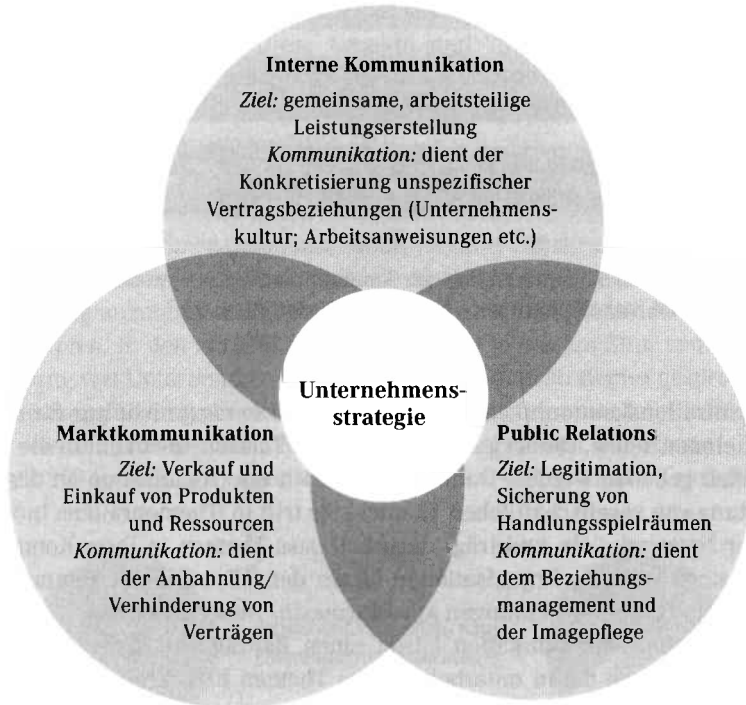 Interne Kommunikation
Ziel: gemeinsame, arbeitsteilige
Leistungserstellung
Kommunikation: dient der
Konkretisierung unspezifischer
Vertragsbeziehungen (Unternehmens-
kultur; Arbeitsanweisungen etc.)
Unternehmens-
strategie
Marktkommunikation
Ziel: Verkauf und
Einkauf von Produkten
und Ressourcen
Kommunikation: dient
der Anbahnung/
Verhinderung von
Verträgen
Public Relations
Ziel: Legitimation,
Sicherung von
Handlungsspielräumen
Kommunikation: dient
dem Beziehungs-
management und
der Imagepflege